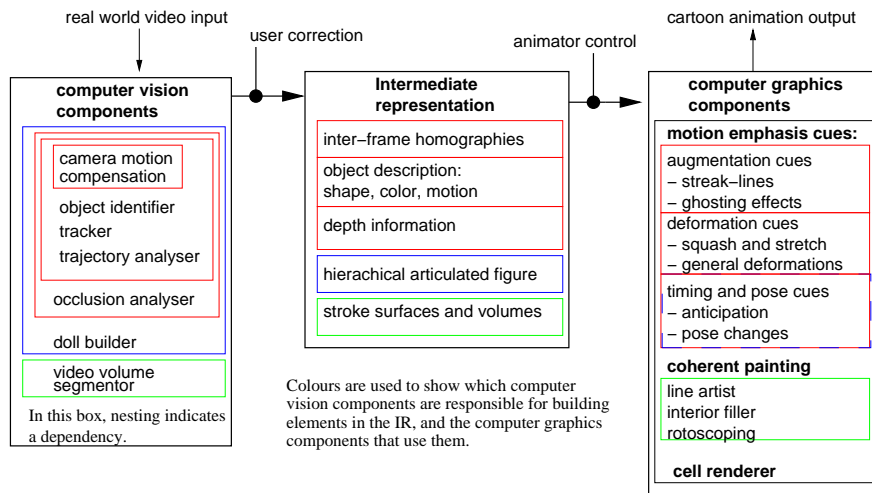 real world video input
user correction
animator control
cartoon animation output
computer vision
components
camera motion
compensation
object identifier
tracker
trajectory analyser
occlusion analyser
doll builder
video volume
segmentor
In this box, nesting indicates
a dependency.
Intermediate
representation
inter−frame homographies
object description:
shape, color, motion
depth information
hierachical articulated figure
stroke surfaces and volumes
Colours are used to show which computer
vision components are responsible for building
elements in the IR, and the computer graphics
components that use them.
computer graphics
components
motion emphasis cues:
augmentation cues
− streak−lines
− ghosting effects
deformation cues
− squash and stretch
− general deformations
timing and pose cues
− anticipation
− pose changes
coherent painting
line artist
interior filler
rotoscoping
cell renderer